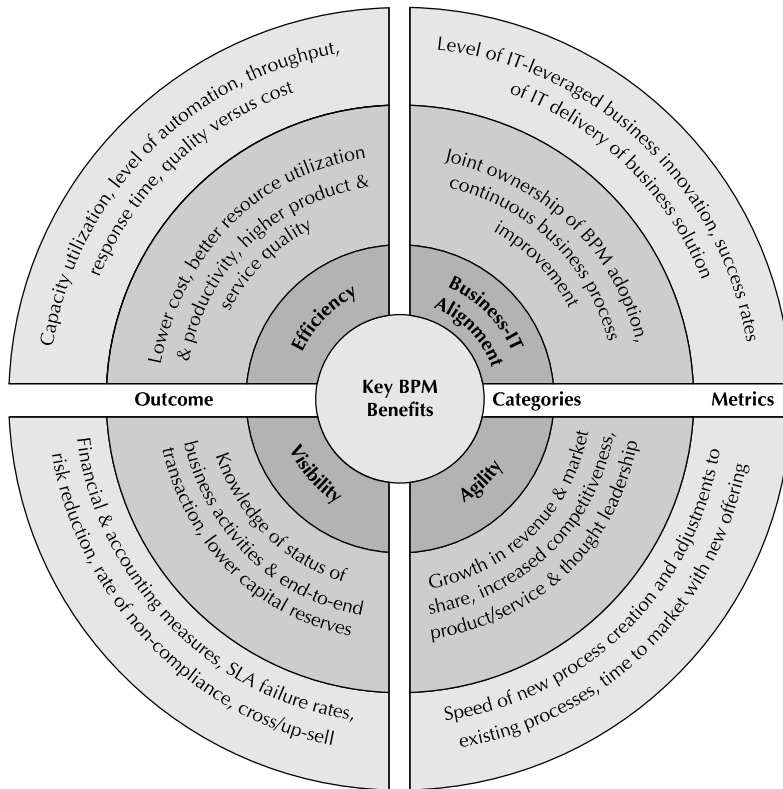 Capacity utilization, level of automation, throughput,
response time, quality versus cost
Lower cost, better resource utilization
& productivity, higher product &
service quality
Efficiency
Level of IT-leveraged business innovation, success rates
of IT delivery of business solution
Joint ownership of BPM adoption,
continuous business process
improvement
Business-IT
Alignment
Key BPM
Benefits
Outcome
Categories
Metrics
Visibility
Knowledge of status of
business activities & end-to-end
transaction, lower capital reserves
Financial & accounting measures, SLA failure rates,
risk reduction, rate of non-compliance, cross/up-sell
Agility
Growth in revenue & market
share, increased competitiveness,
product/service & thought leadership
Speed of new process creation and adjustments to
existing processes, time to market with new offering